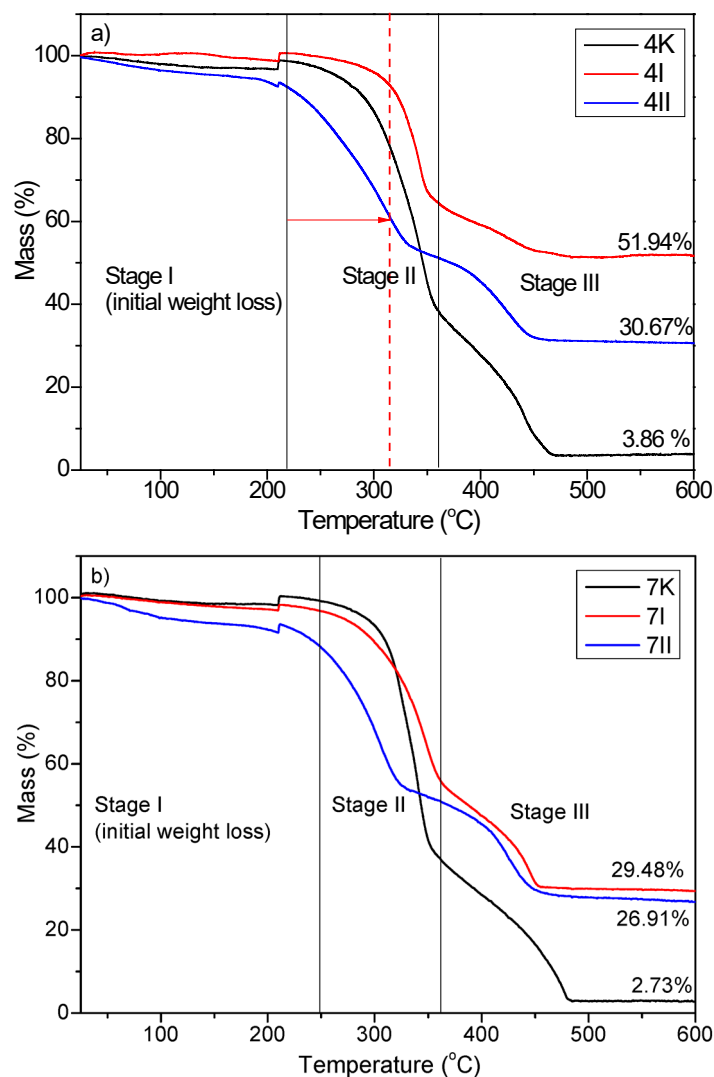 a)
4K
4I
4II
100
80
60
40
20
0
Mass (%)
Stage I
(initial weight loss)
Stage II
Stage III
51.94%
30.67%
3.86 %
100
200
300
400
500
600
Temperature (°C)
b)
7K
7I
7II
100
80
60
40
20
0
Mass (%)
Stage I
(initial weight loss)
Stage II
Stage III
29.48%
26.91%
2.73%
100
200
300
400
500
600
Temperature (°C)